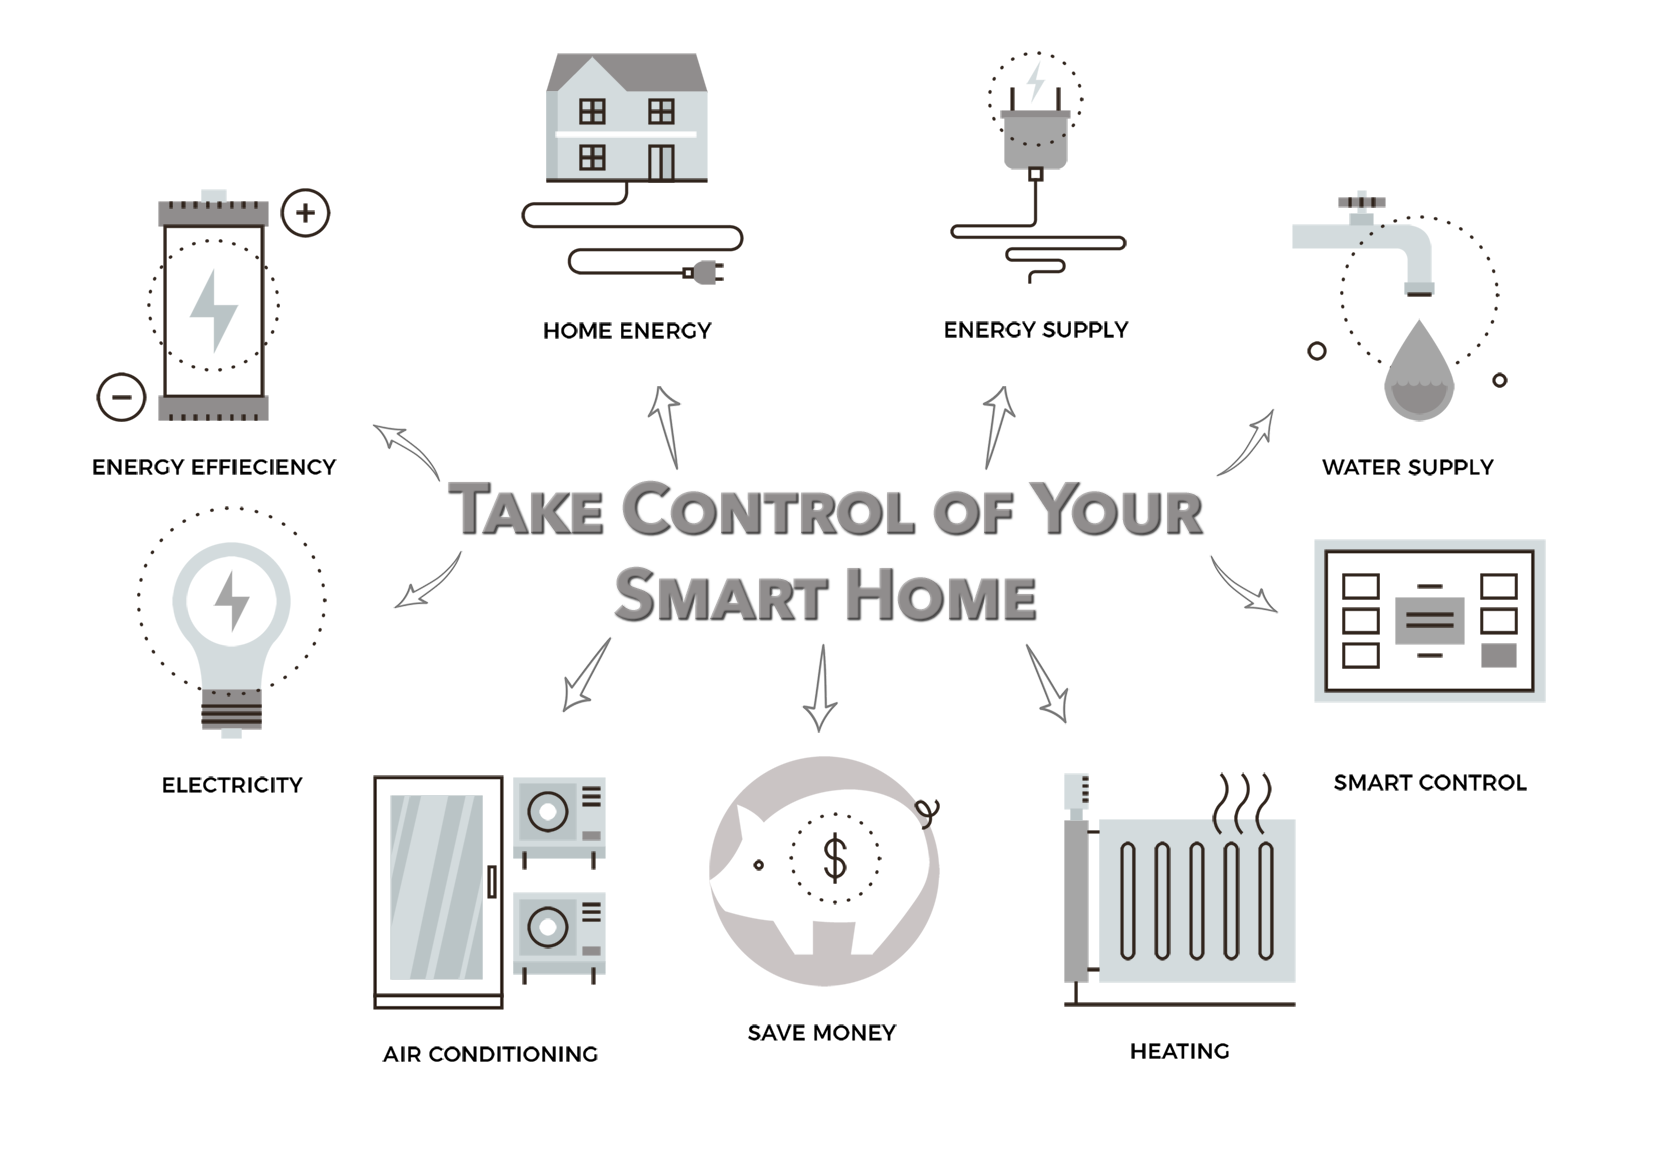 HOME ENERGY
ENERGY SUPPLY
ENERGY EFFIECIENCY
WATER SUPPLY
TAKE CONTROL OF YOUR
SMART HOME
ELECTRICITY
SMART CONTROL
$
AIR CONDITIONING
SAVE MONEY
HEATING